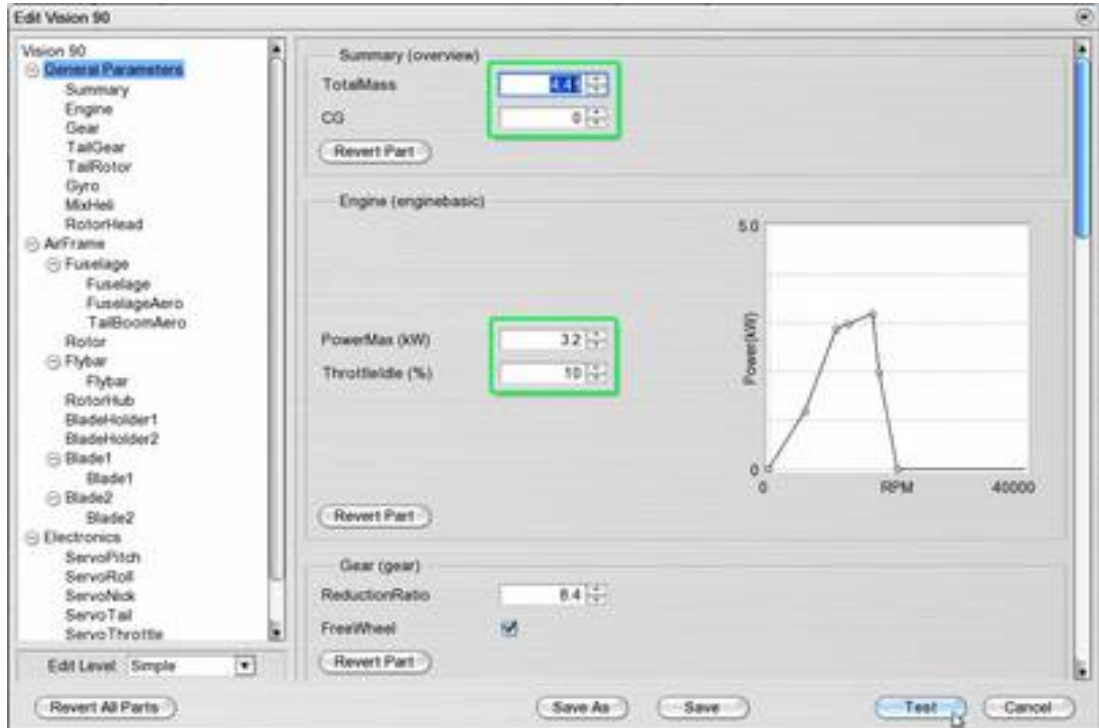 Edit Vision 90
Vision 90
General Parameters
Summary
Engine
Gear
TailGear
TailRotor
Gyro
MixHeli
RotorHead
AirFrame
Fuselage
Fuselage
FuselageAero
TailBoomAero
Rotor
Flybar
Flybar
RotorHub
BladeHolder1
BladeHolder2
Blade1
Blade1
Blade2
Blade2
Electronics
ServoPitch
ServoRoll
ServoNick
ServoTail
ServoThrottle
Edit Level Simple
Summary (overview)
TotalMass 4.41
CG 0
Revert Part
Engine (enginebasic)
PowerMax (kW) 3.2
ThrottleIdle (%) 10
5.0
Power(kW)
0
0 RPM 40000
Revert Part
Gear (gear)
ReductionRatio 8.4
FreeWheel
Revert Part
Revert All Parts Save As Save Test Cancel